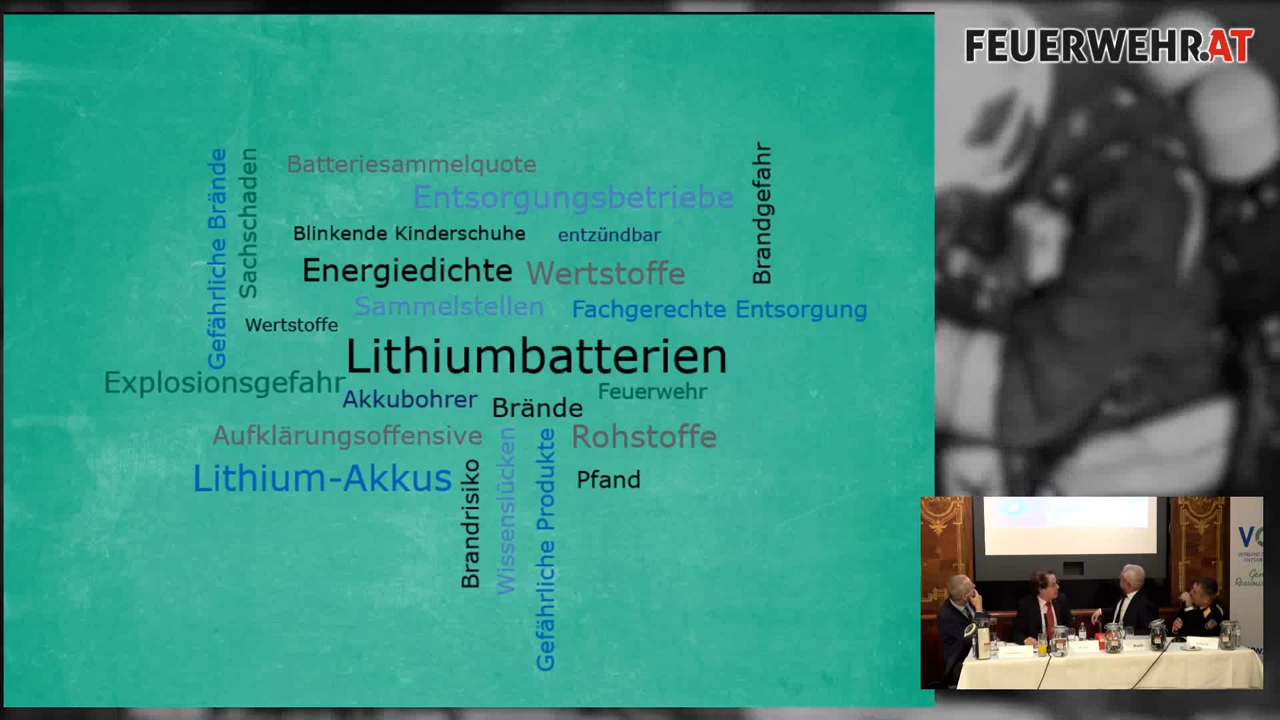 FEUERWEHR.AT
Batteriesammelquote
Entsorgungsbetriebe
Gefährliche Brände
Sachschaden
Brandgefahr
Blinkende Kinderschuhe
entzündbar
Energiedichte
Wertstoffe
Sammelstellen
Fachgerechte Entsorgung
Wertstoffe
Lithiumbatterien
Explosionsgefahr
Akkubohrer
Feuerwehr
Brände
Aufklärungsoffensive
Rohstoffe
Lithium-Akkus
Brandrisiko
Wissenslücken
Gefährliche Produkte
Pfand